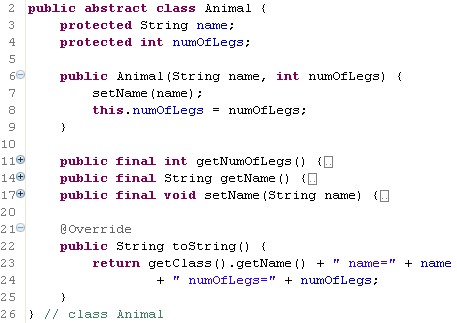 2 public abstract class Animal {
3     protected String name;
4     protected int numOfLegs;
5
6     public Animal(String name, int numOfLegs) {
7         setName(name);
8         this.numOfLegs = numOfLegs;
9     }
10
11     public final int getNumOfLegs() {..
14     public final String getName() {..
17     public final void setName(String name) {..
20
21     @Override
22     public String toString() {
23         return getClass().getName() + " name=" + name
24                 + " numOfLegs=" + numOfLegs;
25     }
26 } // class Animal